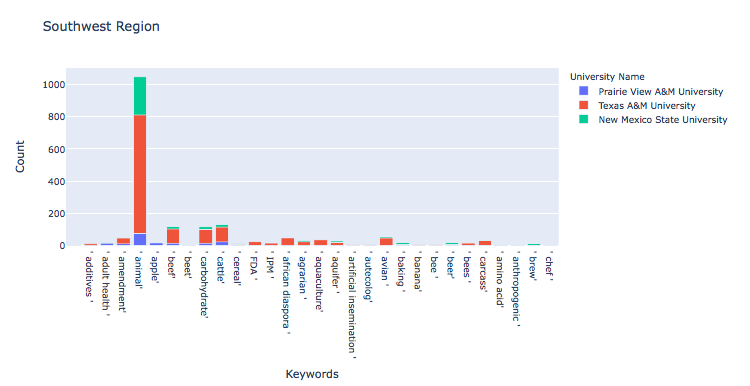 Southwest Region
University Name
Prairie View A&M University
Texas A&M University
New Mexico State University
Count
1000
800
600
400
200
0
'additives '
'adult health '
'amendment'
'animal'
'apple'
'beef'
'beet'
'carbohydrate'
'cattle'
'cereal'
'FDA '
'IPM '
'african diaspora '
'agrarian '
'aquaculture'
'aquifer '
'artificial insemination '
'autecolog'
'avian '
'baking '
'banana'
'bee '
'beer'
'bees '
'carcass'
'amino acid'
'anthropogenic '
'brew'
'chef '
Keywords